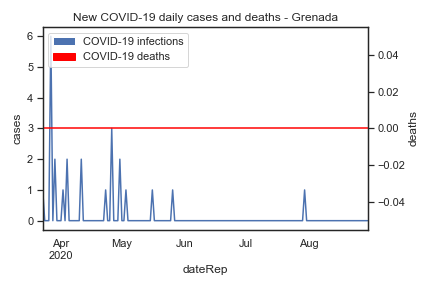 New COVID-19 daily cases and deaths - Grenada
COVID-19 infections
COVID-19 deaths
6
5
4
3
2
1
0
cases
0.04
0.02
0.00
−0.02
−0.04
deaths
Apr May Jun Jul Aug
2020
dateRep